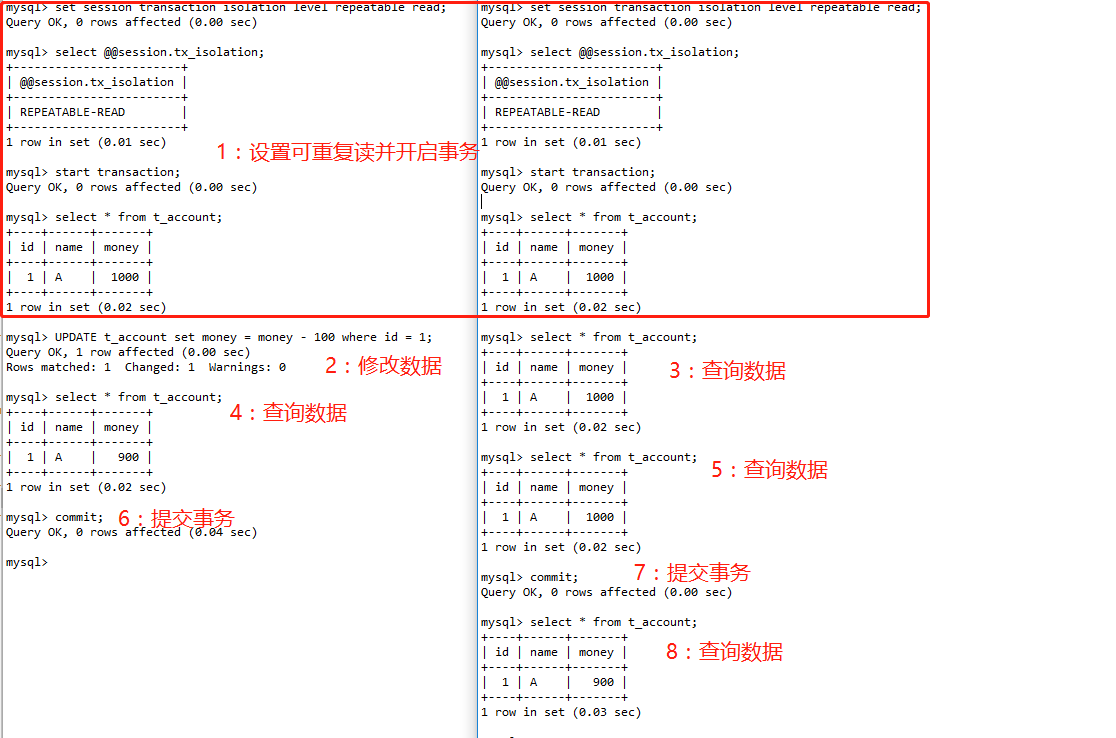 mysql> set session transaction isolation level repeatable read;
Query OK, 0 rows affected (0.00 sec)
mysql> select @@session.tx_isolation;
+------------------------+
| @@session.tx_isolation |
+------------------------+
| REPEATABLE-READ        |
+------------------------+
1 row in set (0.01 sec)
1：设置可重复读并开启事务
mysql> start transaction;
Query OK, 0 rows affected (0.00 sec)
mysql> select * from t_account;
+----+------+-------+
| id | name | money |
+----+------+-------+
|  1 | A    |  1000 |
+----+------+-------+
1 row in set (0.02 sec)
mysql> UPDATE t_account set money = money - 100 where id = 1;
Query OK, 1 row affected (0.00 sec)
Rows matched: 1  Changed: 1  Warnings: 0
2：修改数据
mysql> select * from t_account;
4：查询数据
+----+------+-------+
| id | name | money |
+----+------+-------+
|  1 | A    |   900 |
+----+------+-------+
1 row in set (0.02 sec)
mysql> commit;
6：提交事务
Query OK, 0 rows affected (0.04 sec)
mysql>
mysql> set session transaction isolation level repeatable read;
Query OK, 0 rows affected (0.00 sec)
mysql> select @@session.tx_isolation;
+------------------------+
| @@session.tx_isolation |
+------------------------+
| REPEATABLE-READ        |
+------------------------+
1 row in set (0.01 sec)
mysql> start transaction;
Query OK, 0 rows affected (0.00 sec)
mysql> select * from t_account;
+----+------+-------+
| id | name | money |
+----+------+-------+
|  1 | A    |  1000 |
+----+------+-------+
1 row in set (0.02 sec)
mysql> select * from t_account;
+----+------+-------+
| id | name | money |
+----+------+-------+
|  1 | A    |  1000 |
+----+------+-------+
3：查询数据
1 row in set (0.02 sec)
mysql> select * from t_account;
5：查询数据
+----+------+-------+
| id | name | money |
+----+------+-------+
|  1 | A    |  1000 |
+----+------+-------+
1 row in set (0.02 sec)
mysql> commit;
7：提交事务
Query OK, 0 rows affected (0.00 sec)
mysql> select * from t_account;
+----+------+-------+
| id | name | money |
+----+------+-------+
|  1 | A    |   900 |
+----+------+-------+
8：查询数据
1 row in set (0.03 sec)